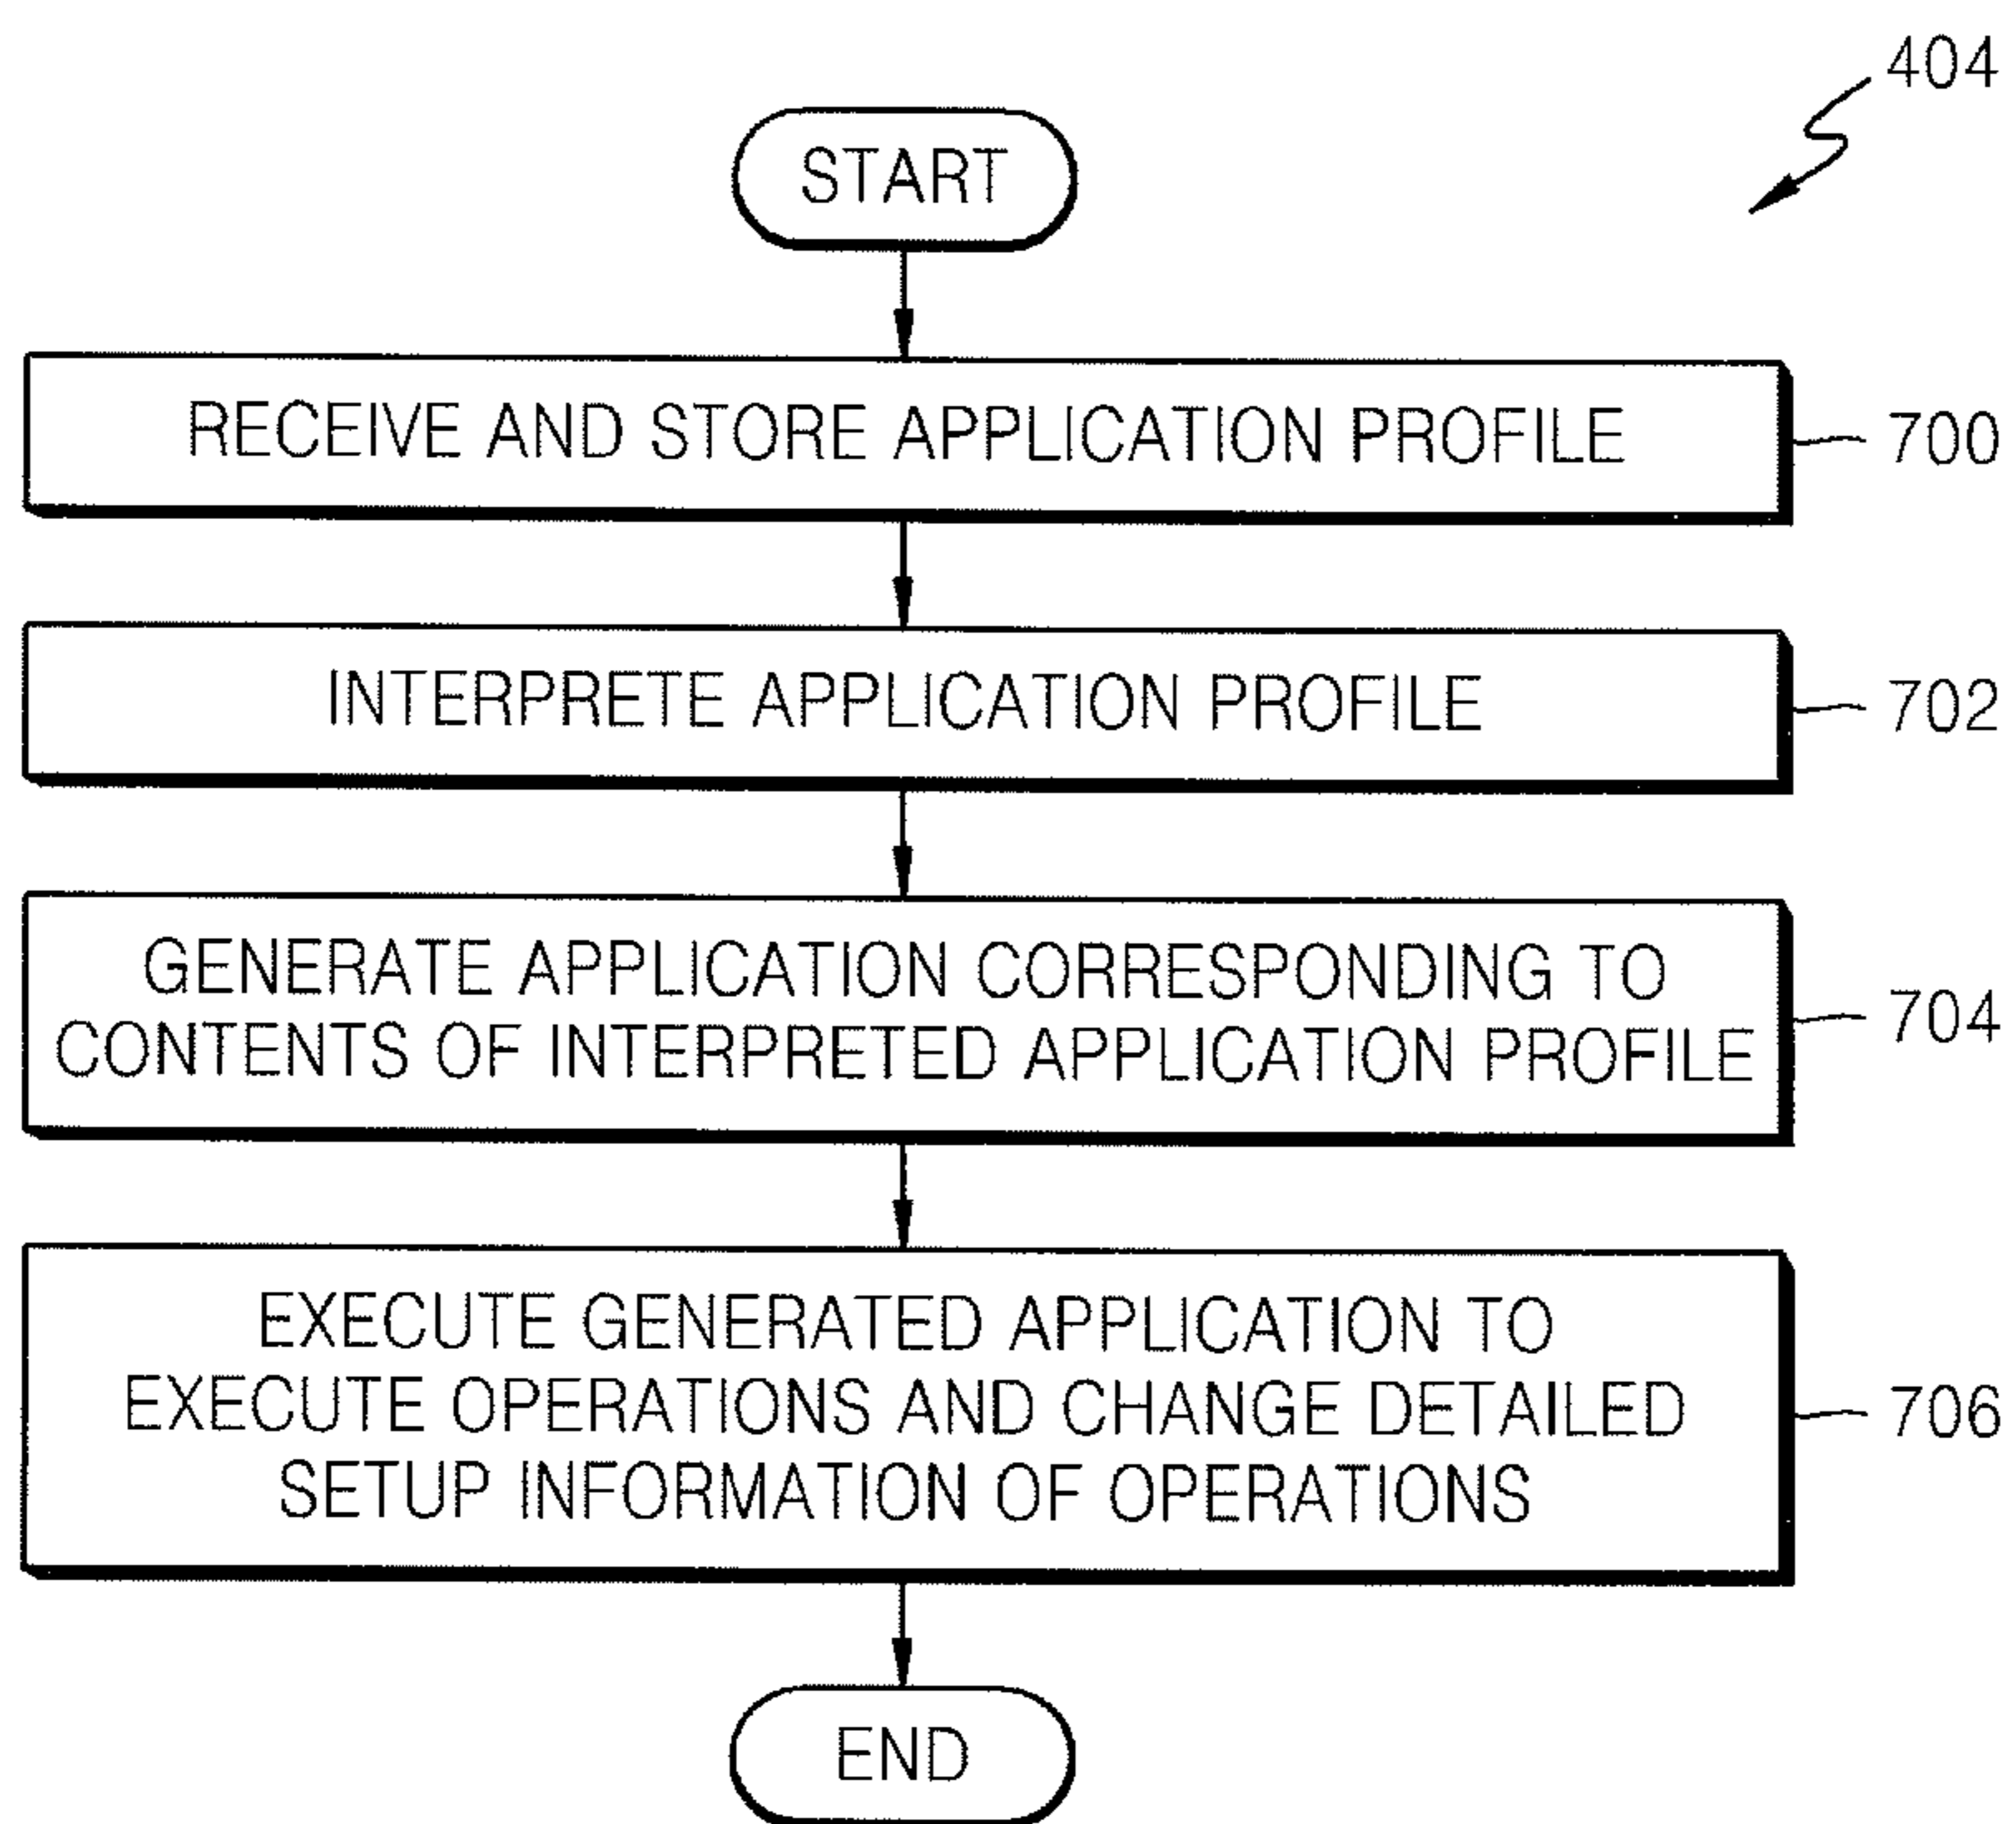 404
START
RECEIVE AND STORE APPLICATION PROFILE
700
INTERPRETE APPLICATION PROFILE
702
GENERATE APPLICATION CORRESPONDING TO
CONTENTS OF INTERPRETED APPLICATION PROFILE
704
EXECUTE GENERATED APPLICATION TO
EXECUTE OPERATIONS AND CHANGE DETAILED
SETUP INFORMATION OF OPERATIONS
706
END